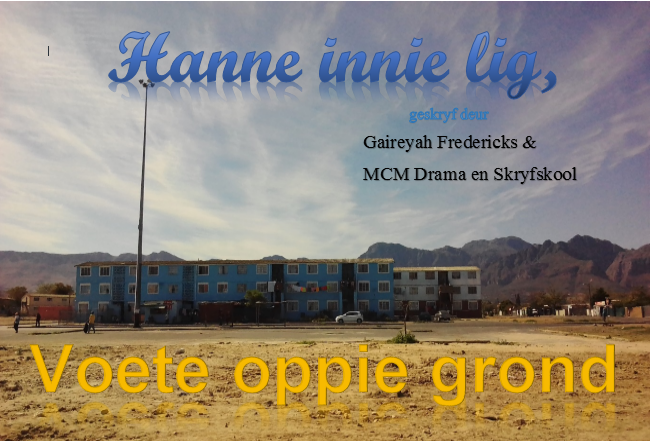 Hanne innie lig,
geskryf deur
Gaireyah Fredericks &
MCM Drama en Skryfskool
Voete oppie grond